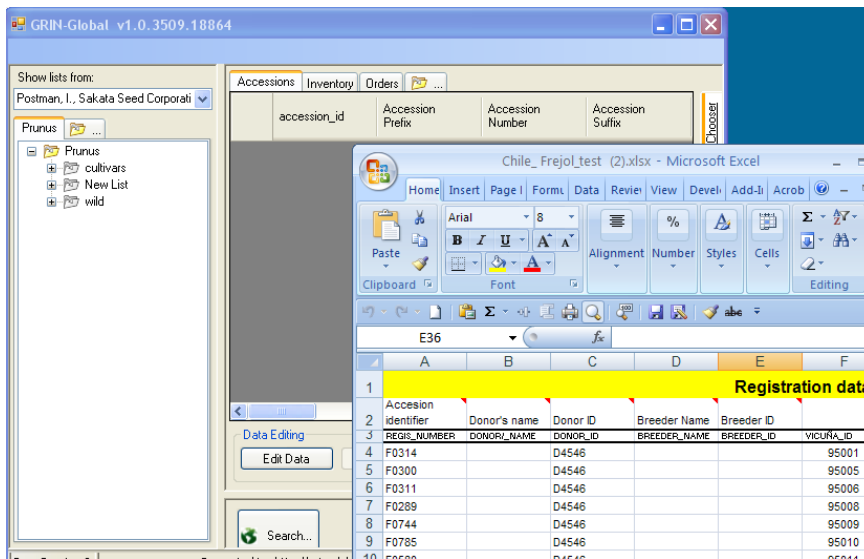 GRIN-Global v1.0.3509.18864
Show lists from:
Postman, I., Sakata Seed Corporati
Prunus ...
Prunus
cultivars
New List
wild
Accessions Inventory Orders ...
accession_id Accession Prefix Accession Number Accession Suffix
Chooser
Data Editing
Edit Data
Search...
Chile_ Frejol_test (2).xlsx - Microsoft Excel
Home Insert Page l Formu Data Review View Devel Add-Ir Acrob
Paste
Clipboard
Arial 8
B I U A A
A
Font
Alignment
%
Number
A
Styles
Cells
Σ
Editing
Σ abc
E36 fx
A B C D E F
1 Registration data
2 Accesion identifier Donor's name Donor ID Breeder Name Breeder ID
3 REGIS_NUMBER DONOR/_NAME DONOR_ID BREEDER_NAME BREEDER_ID VICUÑA_ID
4 F0314 D4546 95001
5 F0300 D4546 95005
6 F0311 D4546 95006
7 F0289 D4546 95008
8 F0744 D4546 95009
9 F0785 D4546 95010
10